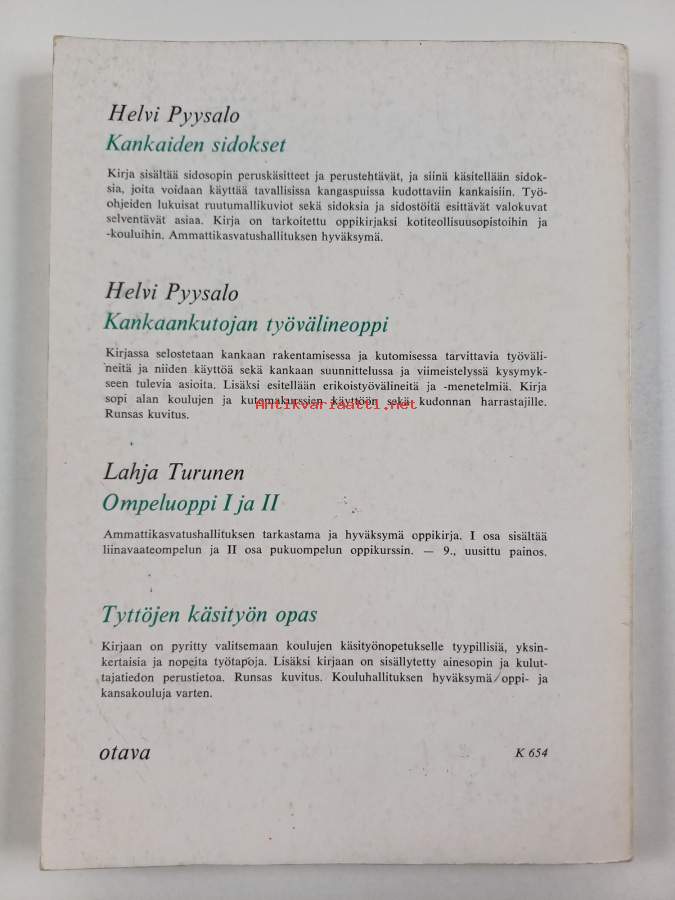 Helvi Pyysalo
Kankaiden sidokset
Kirja sisältää sidosopin peruskäsitteet ja perustehtävät, ja siinä käsitellään sidok-
sia, joita voidaan käyttää tavallisissa kangaspuissa kudottaviin kankaisiin. Työ-
ohjeiden lukuisat ruutumallikuviot sekä sidoksia ja sidostöitä esittävät valokuvat
selventävät asiaa. Kirja on tarkoitettu oppikirjaksi kotiteollisuusopistoihin ja
-kouluihin. Ammattikasvatushallituksen hyväksymä.
Helvi Pyysalo
Kankaankutojan työvälineoppi
Kirjassa selostetaan kankaan rakentamisessa ja kutomisessa tarvittavia työväli-
neitä ja niiden käyttöä sekä kankaan suunnittelussa ja viimeistelyssä kysymyk-
seen tulevia asioita. Lisäksi esitellään erikoistyövälineitä ja -menetelmiä. Kirja
sopi alan koulujen ja kutomakurssien käyttöön sekä kudonnan harrastajille.
Antikvariaatti.net
Runsas kuvitus.
Lahja Turunen
Ompeluoppi I ja II
Ammattikasvatushallituksen tarkastama ja hyväksymä oppikirja. I osa sisältää
liinavaateompelun ja II osa pukuompelun oppikurssin. — 9., uusittu painos.
Tyttöjen käsityön opas
Kirjaan on pyritty valitsemaan koulujen käsityönopetukselle tyypillisiä, yksin-
kertaisia ja nopeita työtapoja. Lisäksi kirjaan on sisällytetty ainesopin ja kulut-
tajatiedon perustietoa. Runsas kuvitus. Kouluhallituksen hyväksymä oppi- ja
kansakouluja varten.
otava
K 654